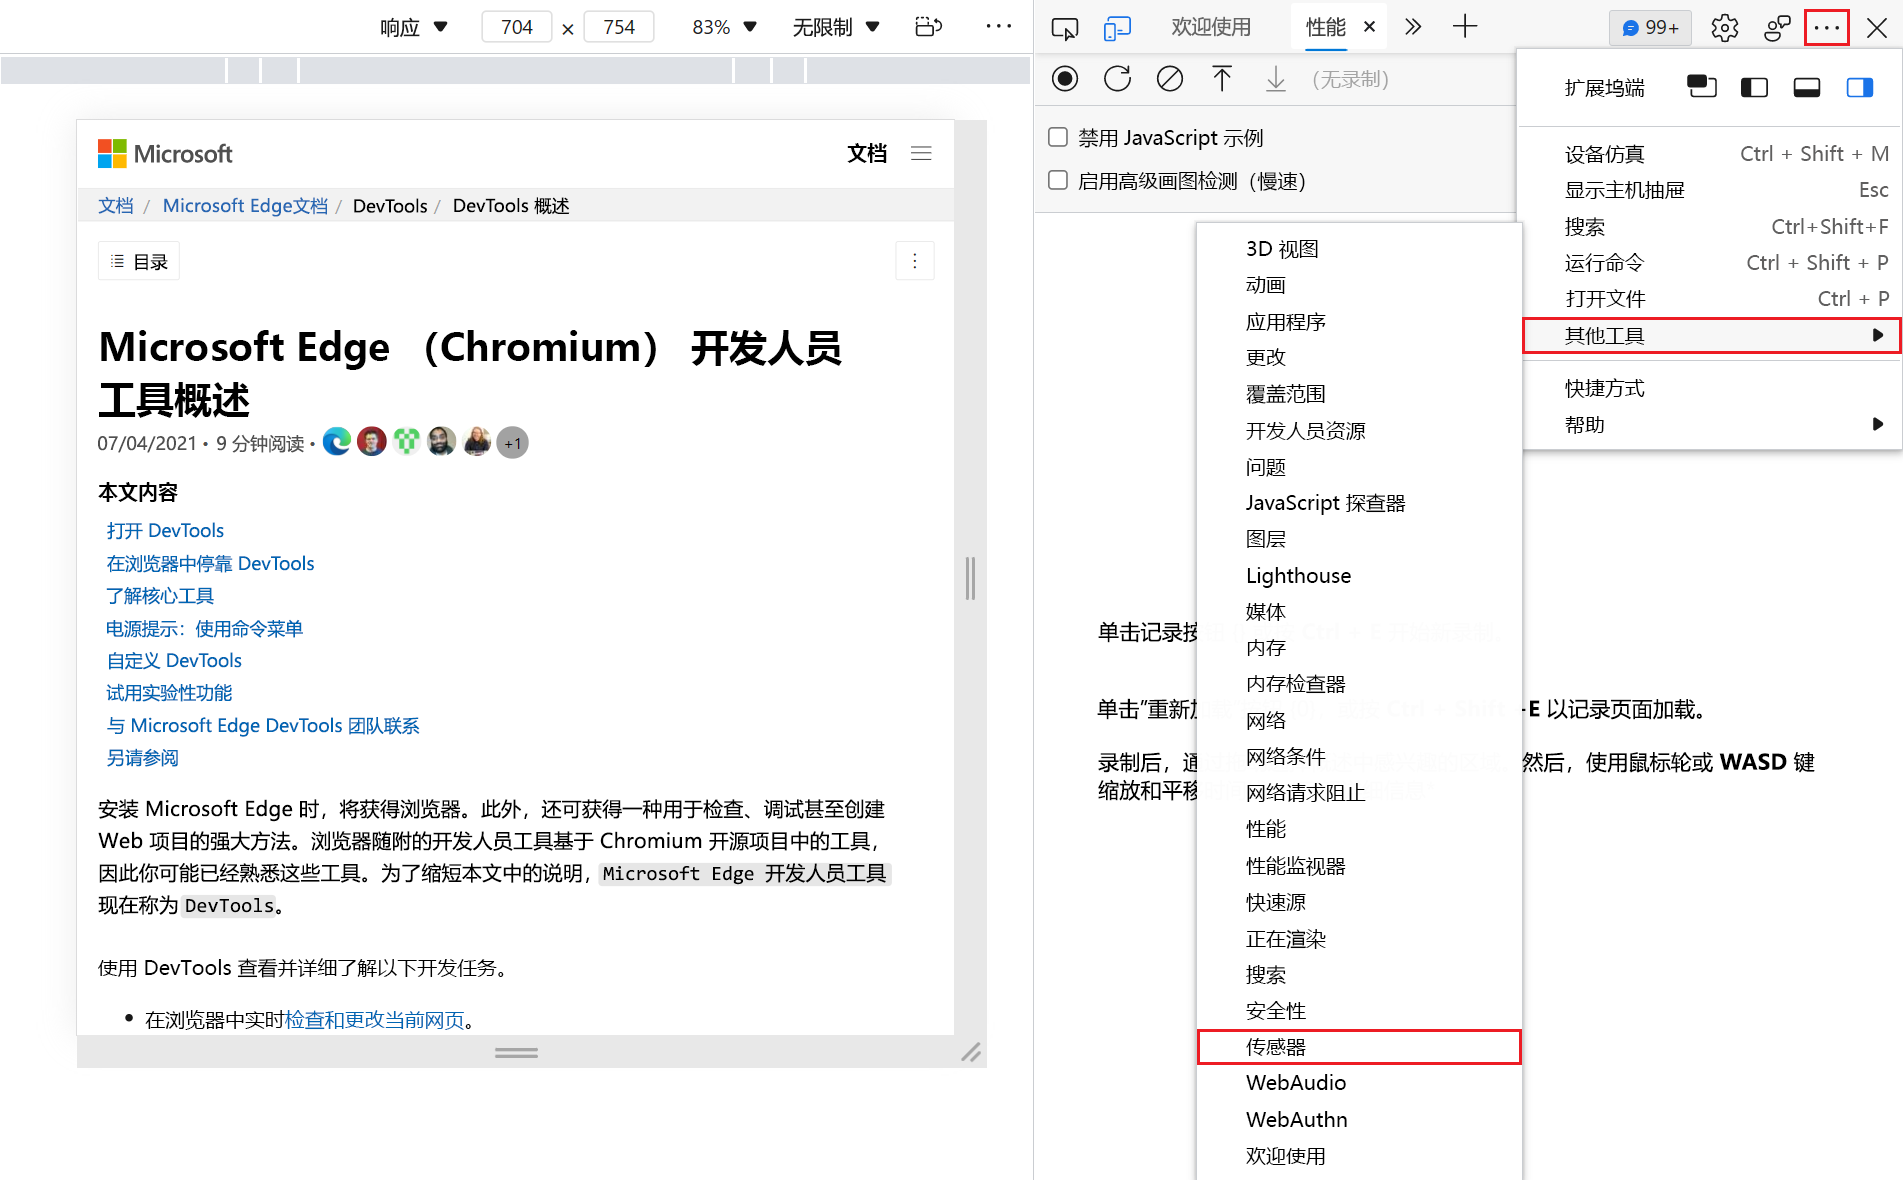 响应 704 × 754 83% 无限制
Microsoft 文档
文档 / Microsoft Edge文档 / DevTools / DevTools 概述
目录
Microsoft Edge （Chromium） 开发人员
工具概述
07/04/2021 • 9 分钟阅读 • +1
本文内容
打开 DevTools
在浏览器中停靠 DevTools
了解核心工具
电源提示：使用命令菜单
自定义 DevTools
试用实验性功能
与 Microsoft Edge DevTools 团队联系
另请参阅
安装 Microsoft Edge 时，将获得浏览器。此外，还可获得一种用于检查、调试甚至创建
Web 项目的强大方法。浏览器随附的开发人员工具基于 Chromium 开源项目中的工具，
因此你可能已经熟悉这些工具。为了缩短本文中的说明，Microsoft Edge 开发人员工具
现在称为 DevTools。
使用 DevTools 查看并详细了解以下开发任务。
• 在浏览器中实时检查和更改当前网页。
欢迎使用 性能 99+
（无录制）
禁用 JavaScript 示例
启用高级画图检测（慢速）
单击记录按
单击”重新加 +E 以记录页面加载。
录制后，通 然后，使用鼠标轮或 WASD 键
缩放和平移
扩展坞端
设备仿真 Ctrl + Shift + M
显示主机抽屉 Esc
搜索 Ctrl+Shift+F
运行命令 Ctrl + Shift + P
打开文件 Ctrl + P
其他工具
快捷方式
帮助
3D 视图
动画
应用程序
更改
覆盖范围
开发人员资源
问题
JavaScript 探查器
图层
Lighthouse
媒体
内存
内存检查器
网络
网络条件
网络请求阻止
性能
性能监视器
快速源
正在渲染
搜索
安全性
传感器
WebAudio
WebAuthn
欢迎使用